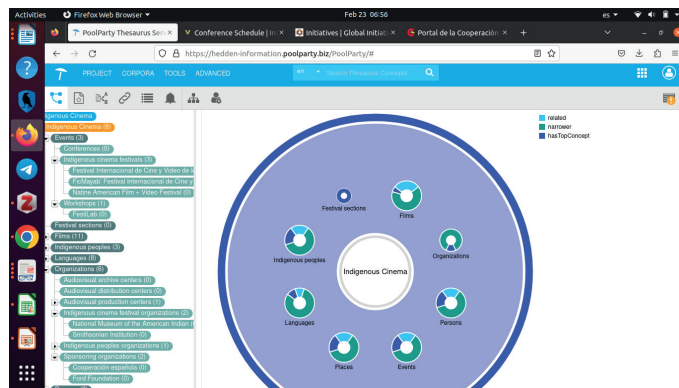 Activities
Firefox Web Browser
Feb 23 06:56
es
PoolParty Thesaurus Ser
Conference Schedule | In
Initiatives | Global Initiati
Portal de la Cooperación
https://hedden-information.poolparty.biz/PoolParty/#
PROJECT CORPORA TOOLS ADVANCED
en
Search Thesaurus Concepts
Indigenous Cinema
Indigenous Cinema (8)
Events (3)
Conferences (0)
Indigenous cinema festivals (3)
Festival Internacional de Cine y Video de l
FicMayab' Festival Internacional de Cine y
Native American Film + Video Festival (0)
Workshops (1)
FestiLab (0)
Festival sections (0)
Films (11)
Indigenous peoples (3)
Languages (8)
Organizations (6)
Audiovisual archive centers (0)
Audiovisual distribution centers (0)
Audiovisual production centers (1)
Indigenous cinema festival organizations (2)
National Museum of the American Indian (
Smithsonian Institution (0)
Indigenous peoples organizations (1)
Sponsoring organizations (2)
Cooperación española (0)
Ford Foundation (0)
related
narrower
hasTopConcept
Festival sections
Films
Indigenous peoples
Organizations
Indigenous Cinema
Languages
Persons
Places
Events